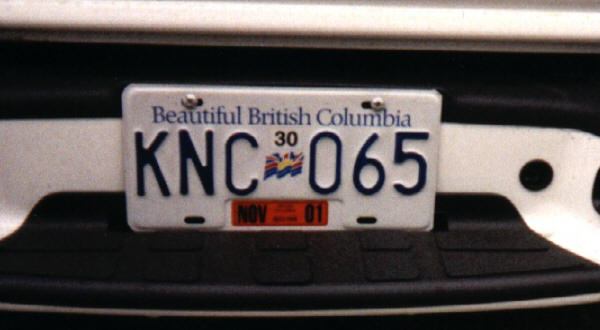 Beautiful British Columbia
30
KNC 065
NOV 01